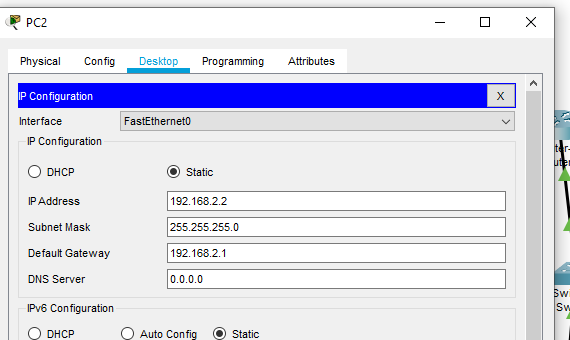 PC2
Physical Config Desktop Programming Attributes
IP Configuration X
Interface FastEthernet0
IP Configuration
DHCP Static
IP Address 192.168.2.2
Subnet Mask 255.255.255.0
Default Gateway 192.168.2.1
DNS Server 0.0.0.0
IPv6 Configuration
DHCP Auto Config Static